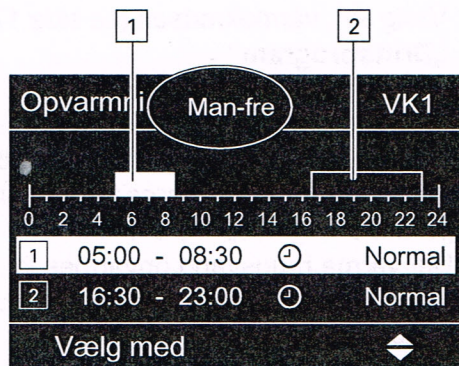 1 2
Opvarmni Man-fre VK1
0 2 4 6 8 10 12 14 16 18 20 22 24
1 05:00 - 08:30 Normal
2 16:30 - 23:00 Normal
Vælg med